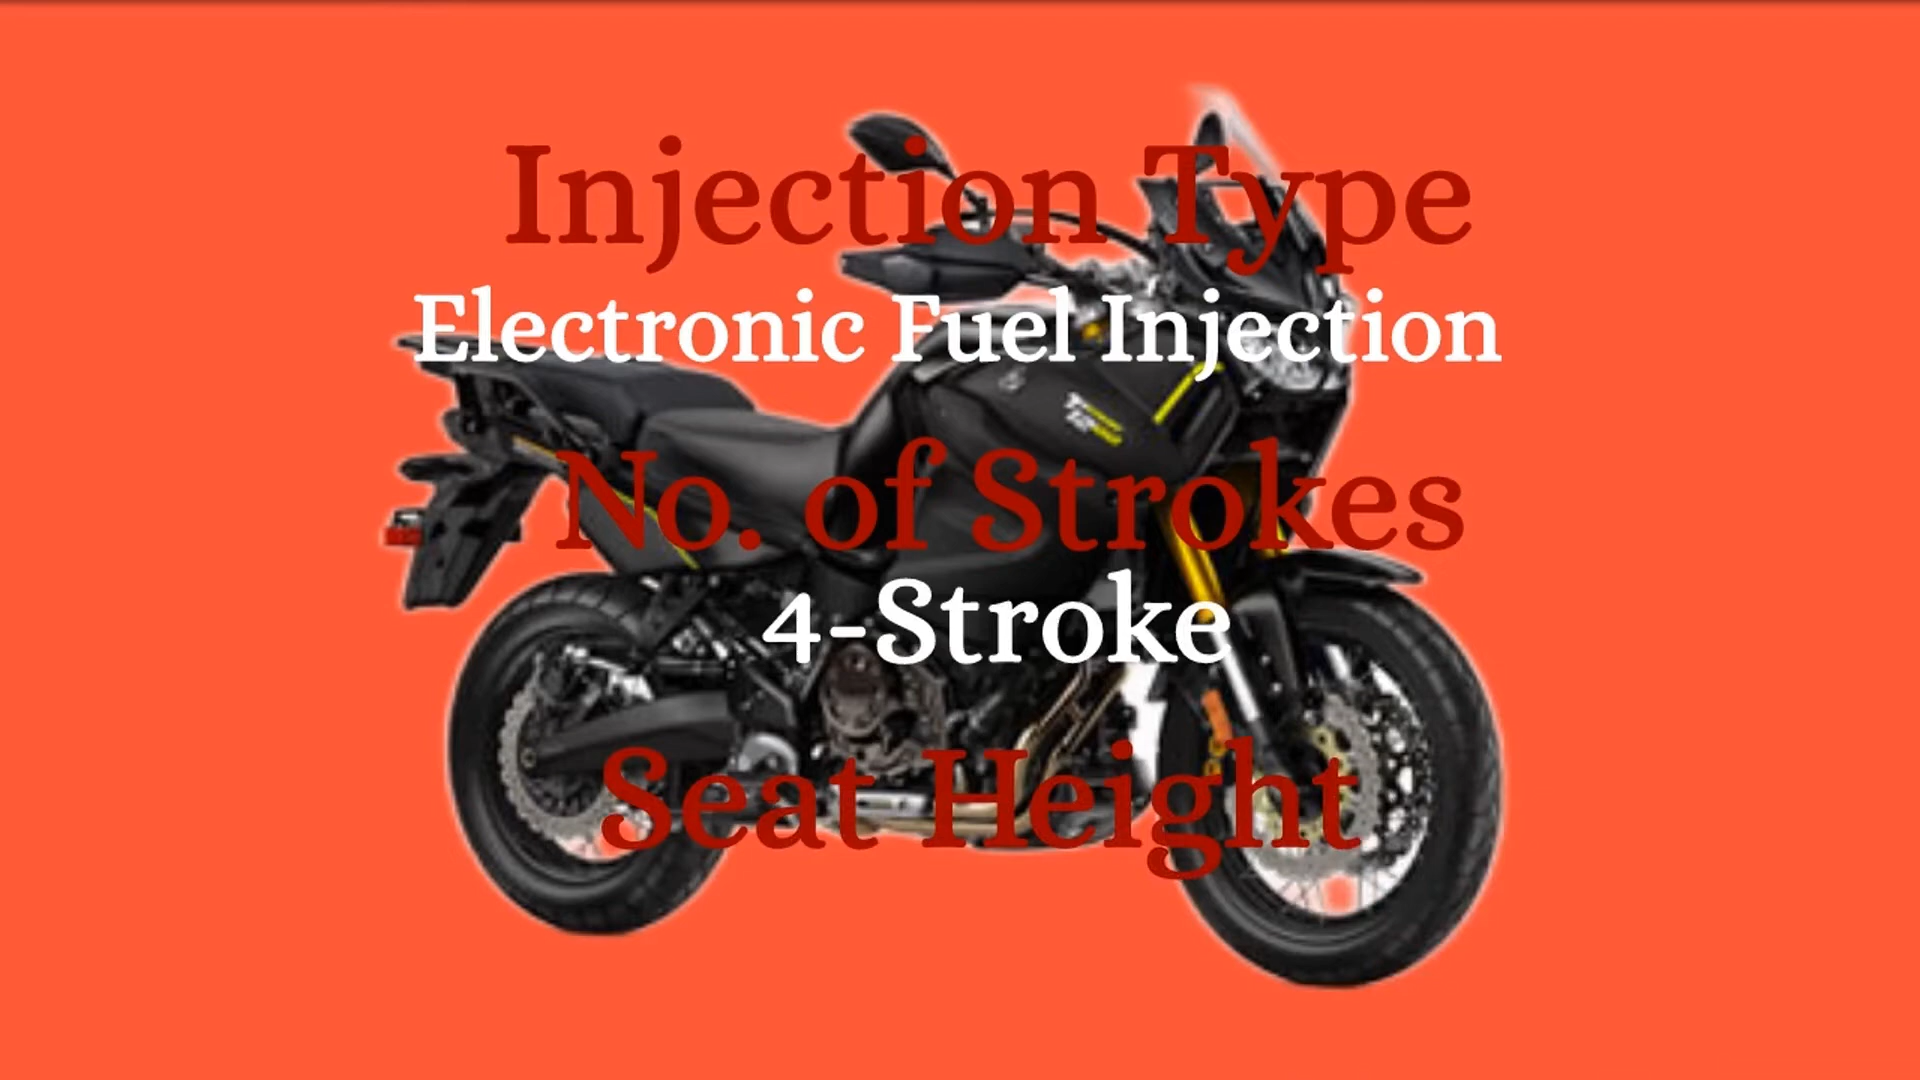 Injection Type
Electronic Fuel Injection
No. of Strokes
4-Stroke
Seat Height